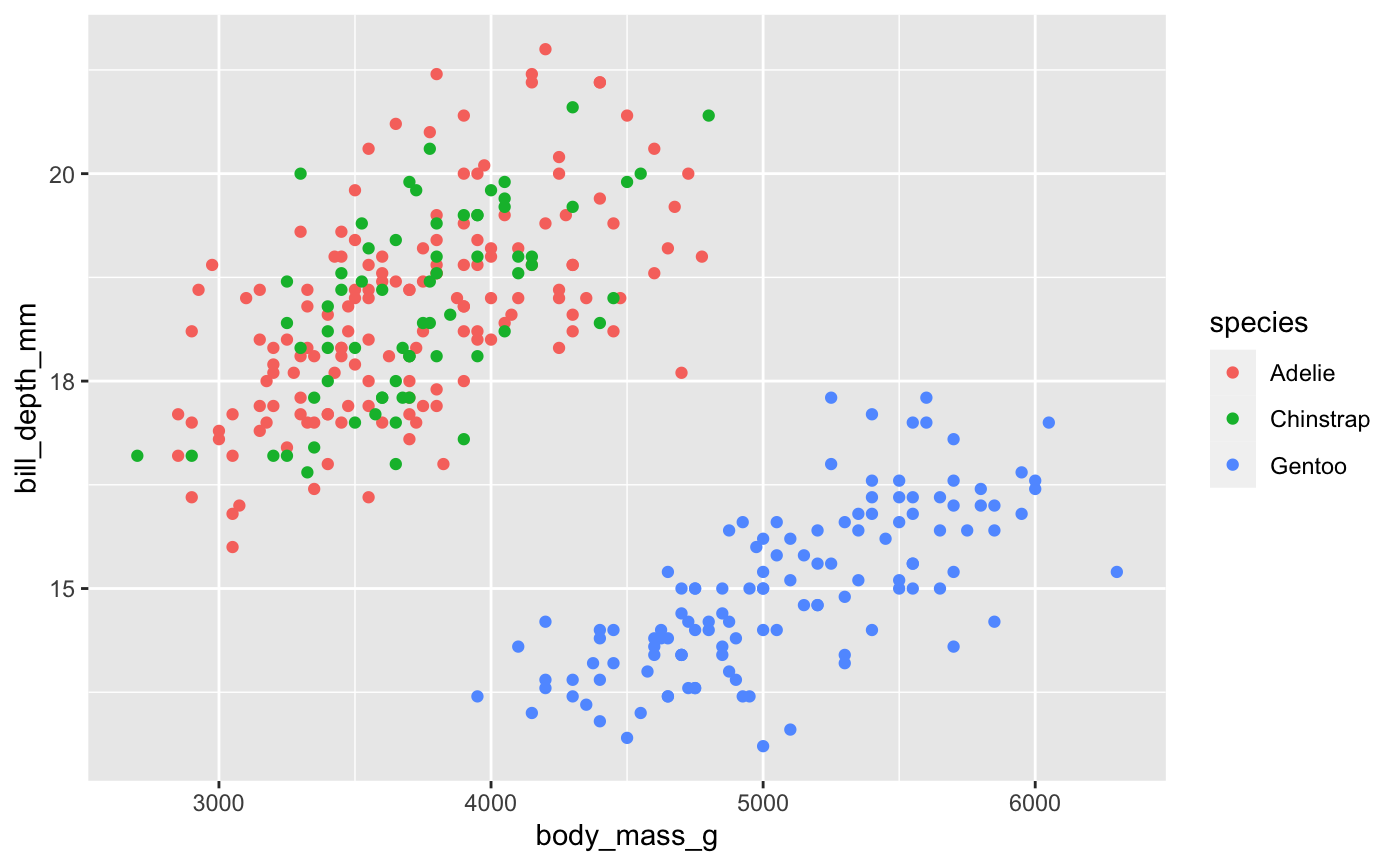 20
18
15
3000
4000
5000
6000
body_mass_g
bill_depth_mm
species
Adelie
Chinstrap
Gentoo